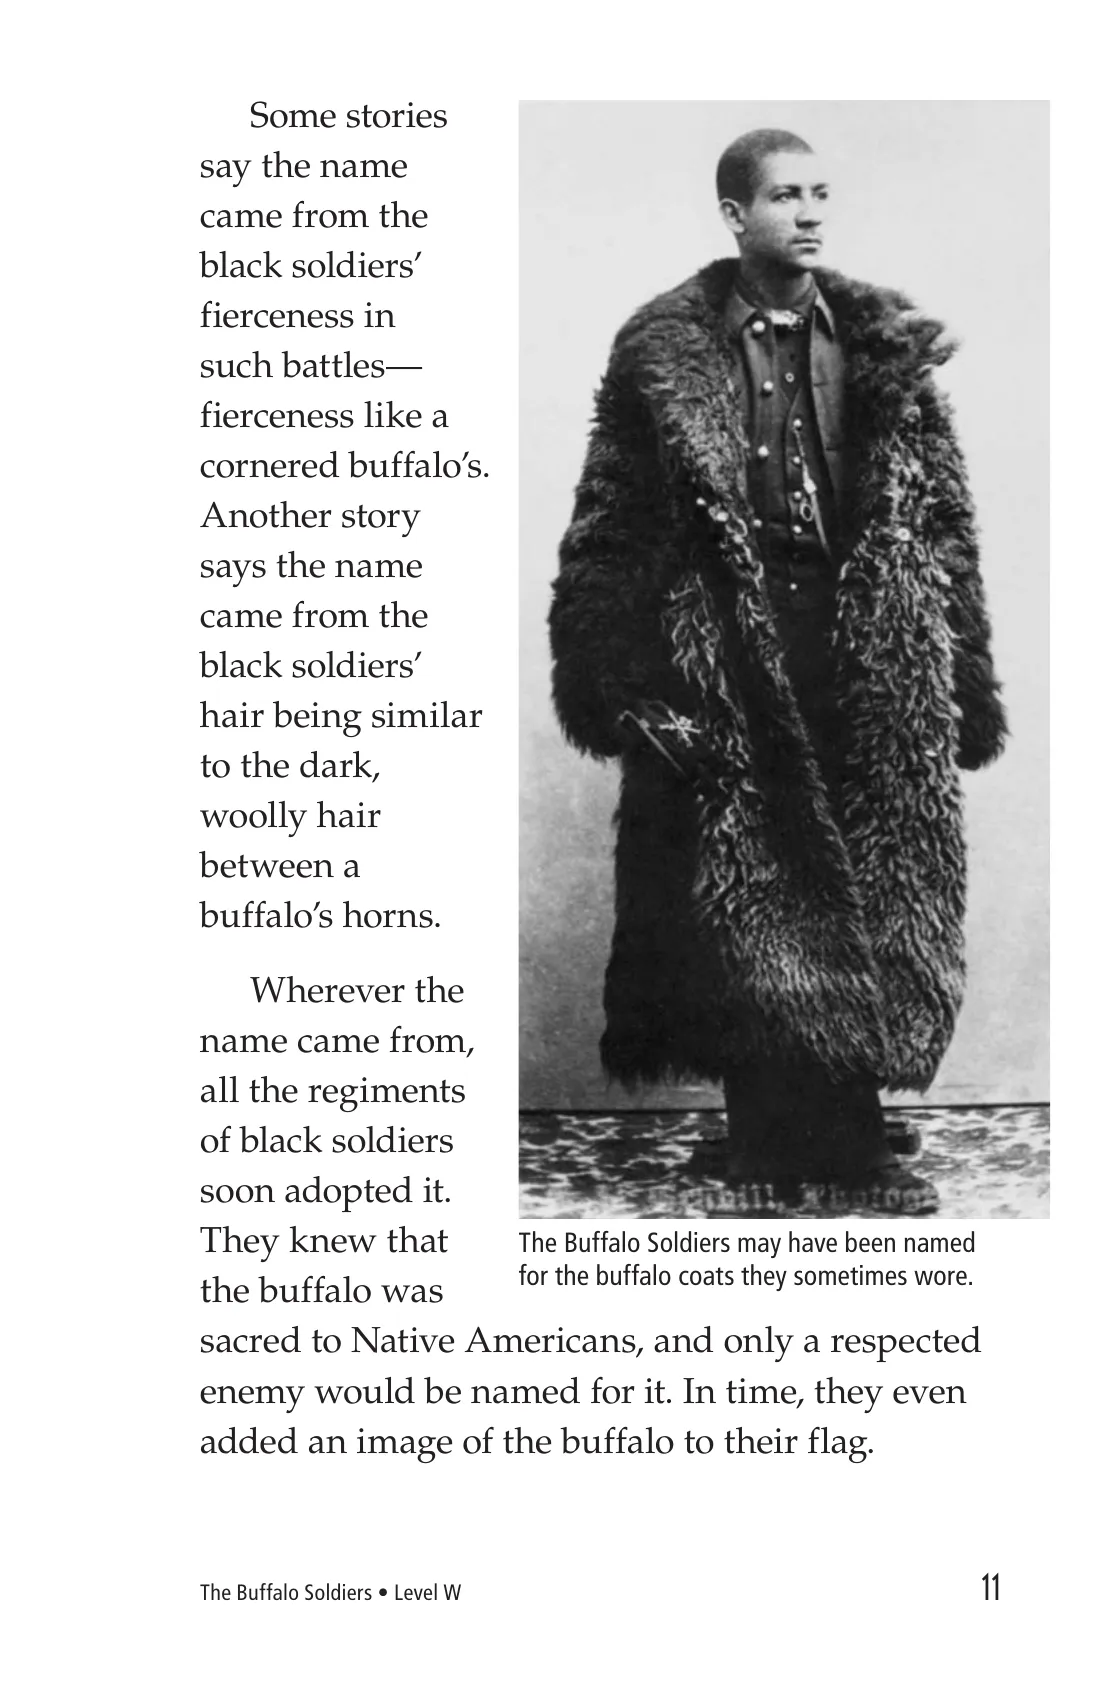 Some stories
say the name
came from the
black soldiers’
fierceness in
such battles—
fierceness like a
cornered buffalo’s.
Another story
says the name
came from the
black soldiers’
hair being similar
to the dark,
woolly hair
between a
buffalo’s horns.
Wherever the
name came from,
all the regiments
of black soldiers
soon adopted it.
They knew that
the buffalo was
sacred to Native Americans, and only a respected
enemy would be named for it. In time, they even
added an image of the buffalo to their flag.
The Buffalo Soldiers may have been named
for the buffalo coats they sometimes wore.
The Buffalo Soldiers • Level W
11